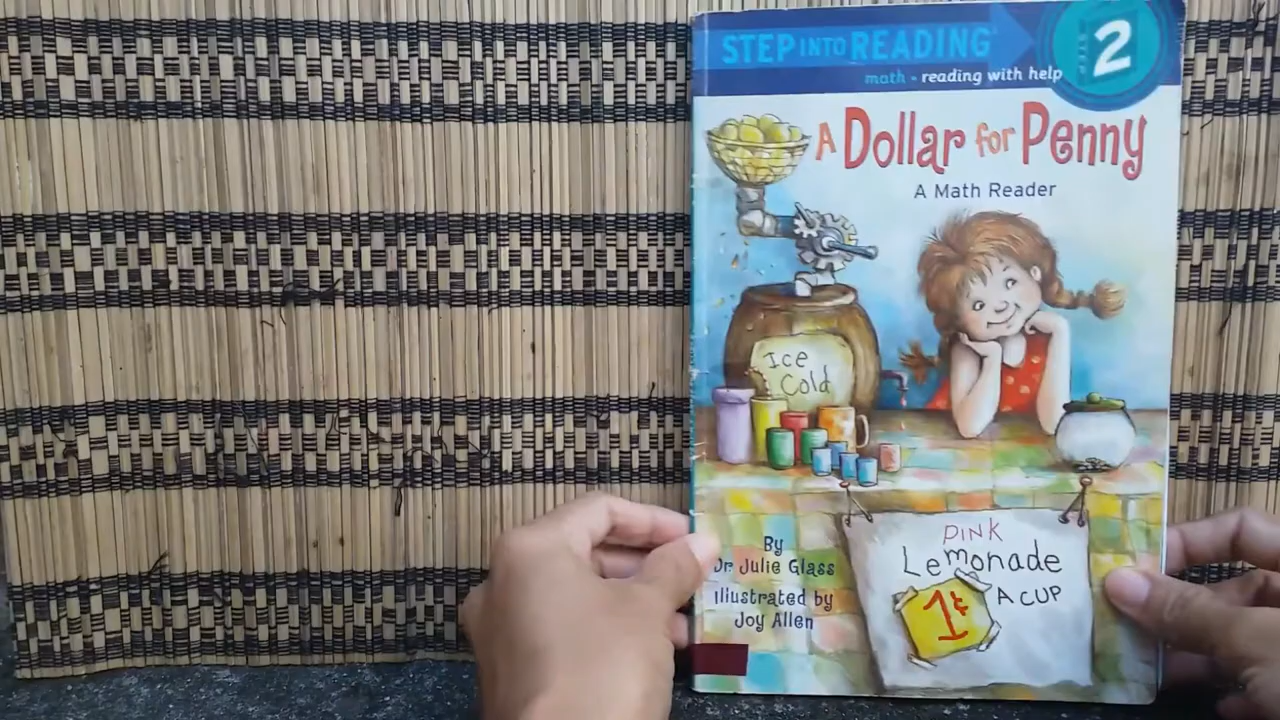 STEP INTO READING
STEP 2
math • reading with help
A Dollar for Penny
A Math Reader
Ice
Cold
PINK
Lemonade
1¢ A CUP
By
Dr Julie Glass
illustrated by
Joy Allen